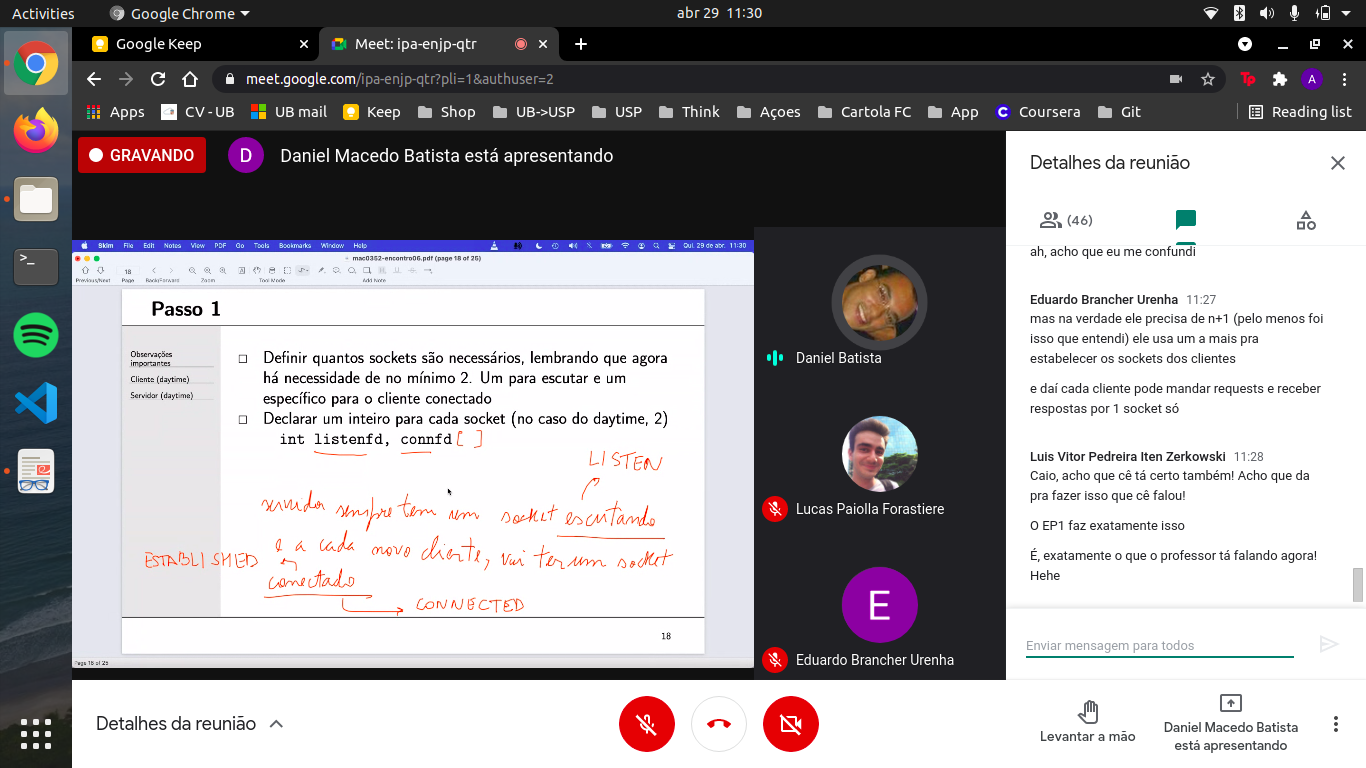 Activities
Google Chrome
abr 29 11:30
Google Keep
Meet: ipa-enjp-qtr
meet.google.com/ipa-enjp-qtr?pli=1&authuser=2
Apps
CV - UB
UB mail
Keep
Shop
UB->USP
USP
Think
Açoes
Cartola FC
App
Coursera
Git
Reading list
GRAVANDO
D
Daniel Macedo Batista está apresentando
Skim File Edit Notes View PDF Go Tools Bookmarks Window Help
Qui. 29 de abr. 11:30
mac0352-encontro06.pdf (page 18 of 25)
18
Previous/Next Page Back/Forward Zoom Tool Mode Add Note
Passo 1
Observações
importantes
Cliente (daytime)
Servidor (daytime)
Definir quantos sockets são necessários, lembrando que agora
há necessidade de no mínimo 2. Um para escutar e um
específico para o cliente conectado
Declarar um inteiro para cada socket (no caso do daytime, 2)
int listenfd, connfd[ ]
LISTEN
servidor sempre tem um socket escutando
e a cada novo cliente, vai ter um socket
ESTABLISHED
conectado
CONNECTED
18
Page 18 of 25
Daniel Batista
Lucas Paiolla Forastiere
E
Eduardo Brancher Urenha
Detalhes da reunião
(46)
ah, acho que eu me confundi
Eduardo Brancher Urenha 11:27
mas na verdade ele precisa de n+1 (pelo menos foi
isso que entendi) ele usa um a mais pra
estabelecer os sockets dos clientes
e daí cada cliente pode mandar requests e receber
respostas por 1 socket só
Luis Vitor Pedreira Iten Zerkowski 11:28
Caio, acho que cê tá certo também! Acho que da
pra fazer isso que cê falou!
O EP1 faz exatamente isso
É, exatamente o que o professor tá falando agora!
Hehe
Enviar mensagem para todos
Detalhes da reunião
Levantar a mão
Daniel Macedo Batista
está apresentando